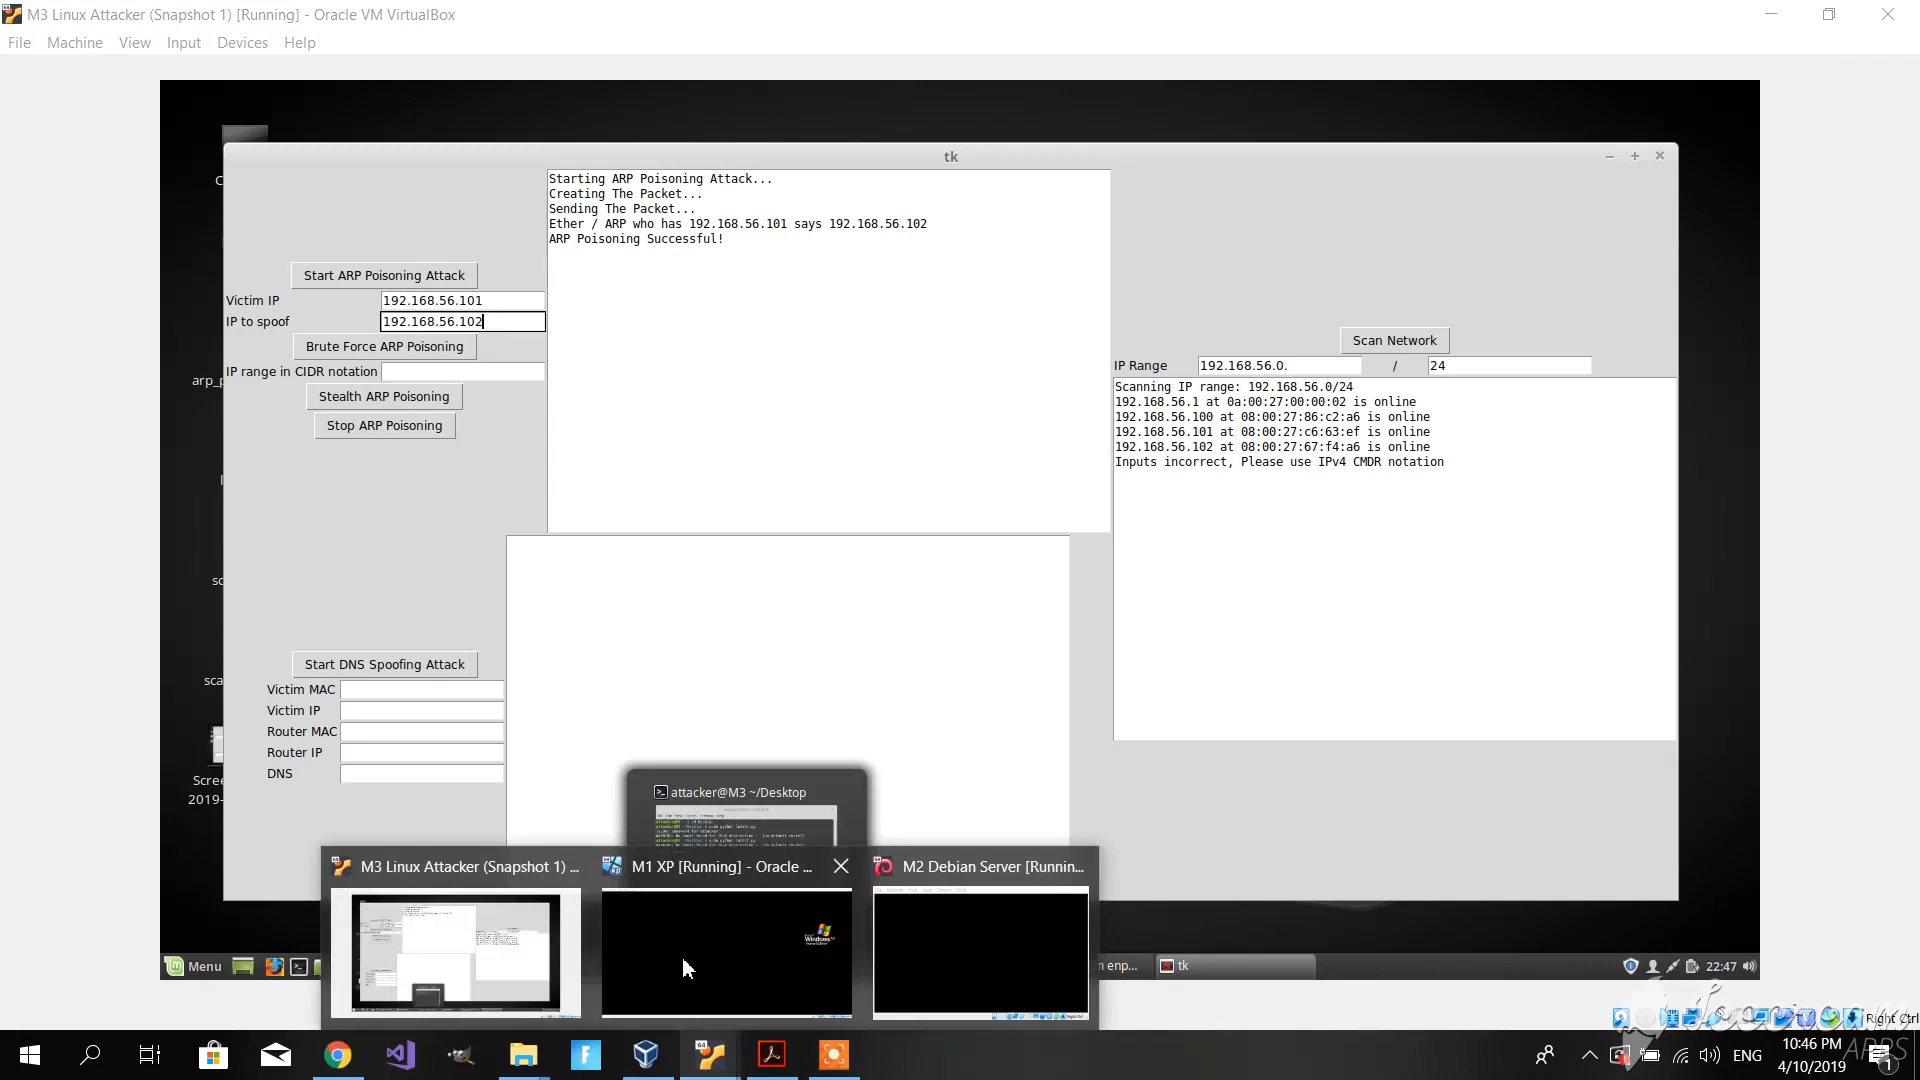 M3 Linux Attacker (Snapshot 1) [Running] - Oracle VM VirtualBox
File Machine View Input Devices Help
tk
Starting ARP Poisoning Attack...
Creating The Packet...
Sending The Packet...
Ether / ARP who has 192.168.56.101 says 192.168.56.102
ARP Poisoning Successful!
Start ARP Poisoning Attack
Victim IP 192.168.56.101
IP to spoof 192.168.56.102
Brute Force ARP Poisoning
IP range in CIDR notation
Stealth ARP Poisoning
Stop ARP Poisoning
Scan Network
IP Range 192.168.56.0. / 24
Scanning IP range: 192.168.56.0/24
192.168.56.1 at 0a:00:27:00:00:02 is online
192.168.56.100 at 08:00:27:86:c2:a6 is online
192.168.56.101 at 08:00:27:c6:63:ef is online
192.168.56.102 at 08:00:27:67:f4:a6 is online
Inputs incorrect, Please use IPv4 CMDR notation
C
arp_p
sc
sca
Scree
2019-
Start DNS Spoofing Attack
Victim MAC
Victim IP
Router MAC
Router IP
DNS
attacker@M3 ~/Desktop
M3 Linux Attacker (Snapshot 1) ...
M1 XP [Running] - Oracle ...
M2 Debian Server [Runnin...
Windows
Menu
n enp...
tk
22:47
Right Ctrl
APPS
ENG
10:46 PM
4/10/2019
1
64